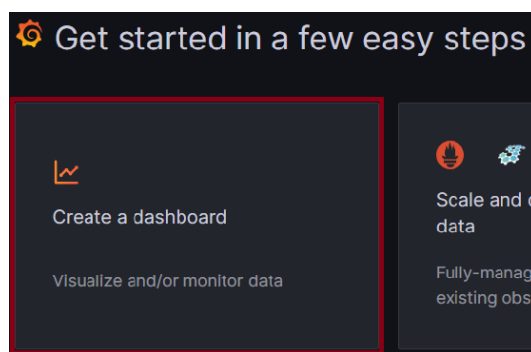 Get started in a few easy steps
Create a dashboard
Visualize and/or monitor data
Scale and
data
Fully-manag
existing obs